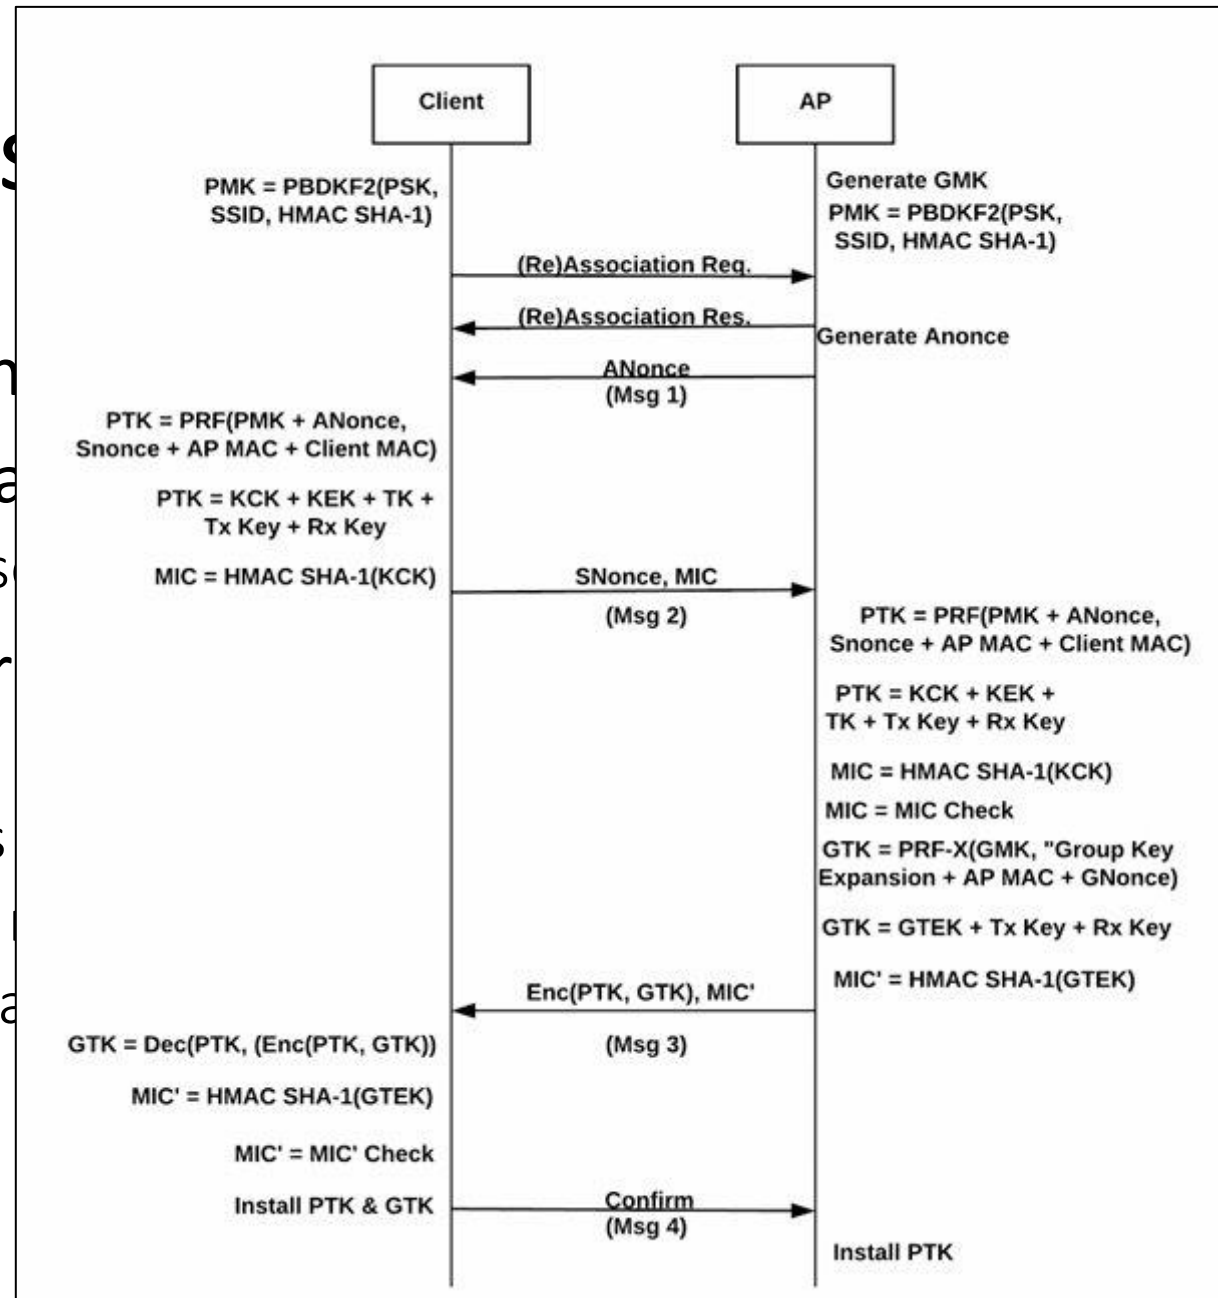 Client
AP
PMK = PBDKF2(PSK,
SSID, HMAC SHA-1)
Generate GMK
PMK = PBDKF2(PSK,
SSID, HMAC SHA-1)
(Re)Association Req.
(Re)Association Res.
Generate Anonce
ANonce
(Msg 1)
PTK = PRF(PMK + ANonce,
Snonce + AP MAC + Client MAC)
PTK = KCK + KEK + TK +
Tx Key + Rx Key
MIC = HMAC SHA-1(KCK)
SNonce, MIC
(Msg 2)
PTK = PRF(PMK + ANonce,
Snonce + AP MAC + Client MAC)
PTK = KCK + KEK +
TK + Tx Key + Rx Key
MIC = HMAC SHA-1(KCK)
MIC = MIC Check
GTK = PRF-X(GMK, "Group Key
Expansion + AP MAC + GNonce)
GTK = GTEK + Tx Key + Rx Key
MIC' = HMAC SHA-1(GTEK)
Enc(PTK, GTK), MIC'
(Msg 3)
GTK = Dec(PTK, (Enc(PTK, GTK))
MIC' = HMAC SHA-1(GTEK)
MIC' = MIC' Check
Install PTK & GTK
Confirm
(Msg 4)
Install PTK